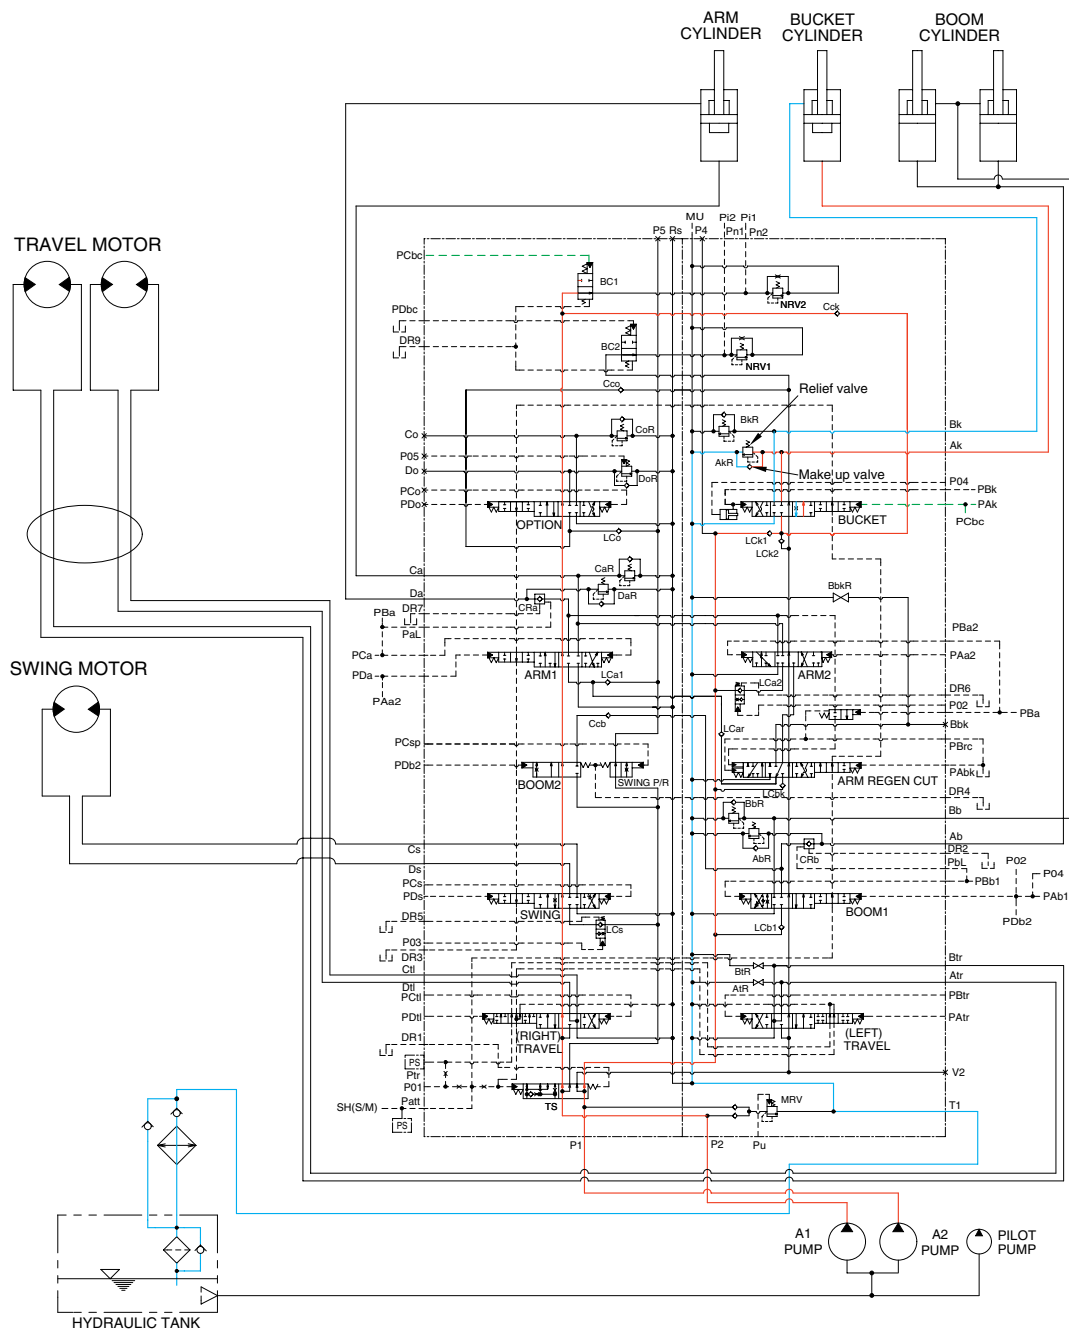 ARM
CYLINDER
BUCKET
CYLINDER
BOOM
CYLINDER
TRAVEL MOTOR
SWING MOTOR
P5 Rs
MU
P4
Pi2
Pn1
Pi1
Pn2
PCbc
BC1
NRV2
Cck
PDbc
DR9
BC2
NRV1
Cco
Relief valve
BkR
Bk
Co
CoR
Ak
P05
AkR
Make up valve
Do
DoR
P04
PCo
PBk
PDo
OPTION
BUCKET
PAk
PCbc
LCo
LCk1
LCk2
Ca
CaR
Da
DaR
BbkR
DR7
CRa
PBa
PaL
PBa2
PCa
PAa2
PDa
ARM1
LCa1
LCa2
ARM2
PAa2
DR6
P02
PBa
Ccb
LCar
Bbk
PCsp
PBrc
PDb2
BOOM2
SWING P/R
ARM REGEN CUT
PAbk
LCbk
DR4
BbR
Bb
Cs
AbR
CRb
Ab
DR2
Ds
PbL
P02
PCs
PBb1
P04
PDs
SWING
BOOM1
PAb1
DR5
LCs
LCb1
PDb2
P03
DR3
Ctl
BtR
Btr
Dtl
AtR
Atr
PCtl
PBtr
PDtl
(RIGHT)
TRAVEL
(LEFT)
TRAVEL
PAtr
DR1
PS
Ptr
P01
V2
Patt
TS
MRV
T1
SH(S/M)
PS
P1
P2
Pu
A1
PUMP
A2
PUMP
PILOT
PUMP
HYDRAULIC TANK